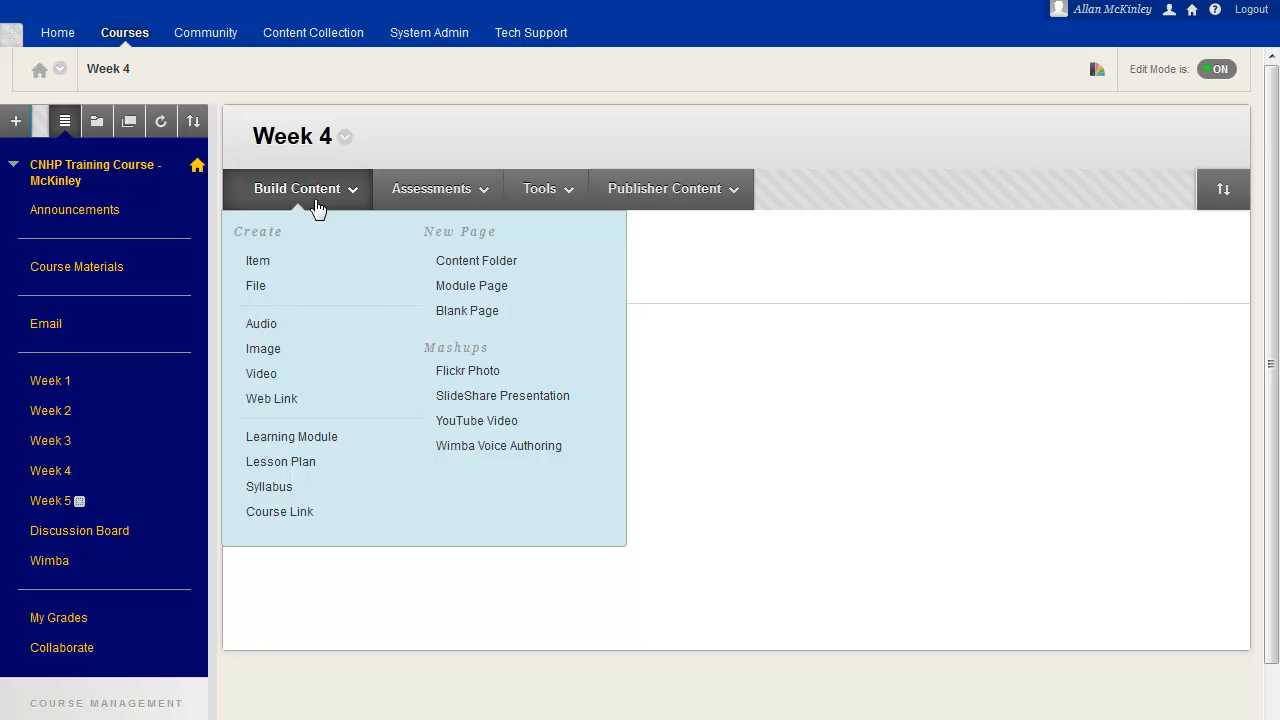 Allan McKinley
Logout
Home
Courses
Community
Content Collection
System Admin
Tech Support
Week 4
Edit Mode is:
ON
CNHP Training Course -
McKinley
Announcements
Course Materials
Email
Week 1
Week 2
Week 3
Week 4
Week 5
Discussion Board
Wimba
My Grades
Collaborate
COURSE MANAGEMENT
Week 4
Build Content
Assessments
Tools
Publisher Content
Create
Item
File
Audio
Image
Video
Web Link
Learning Module
Lesson Plan
Syllabus
Course Link
New Page
Content Folder
Module Page
Blank Page
Mashups
Flickr Photo
SlideShare Presentation
YouTube Video
Wimba Voice Authoring